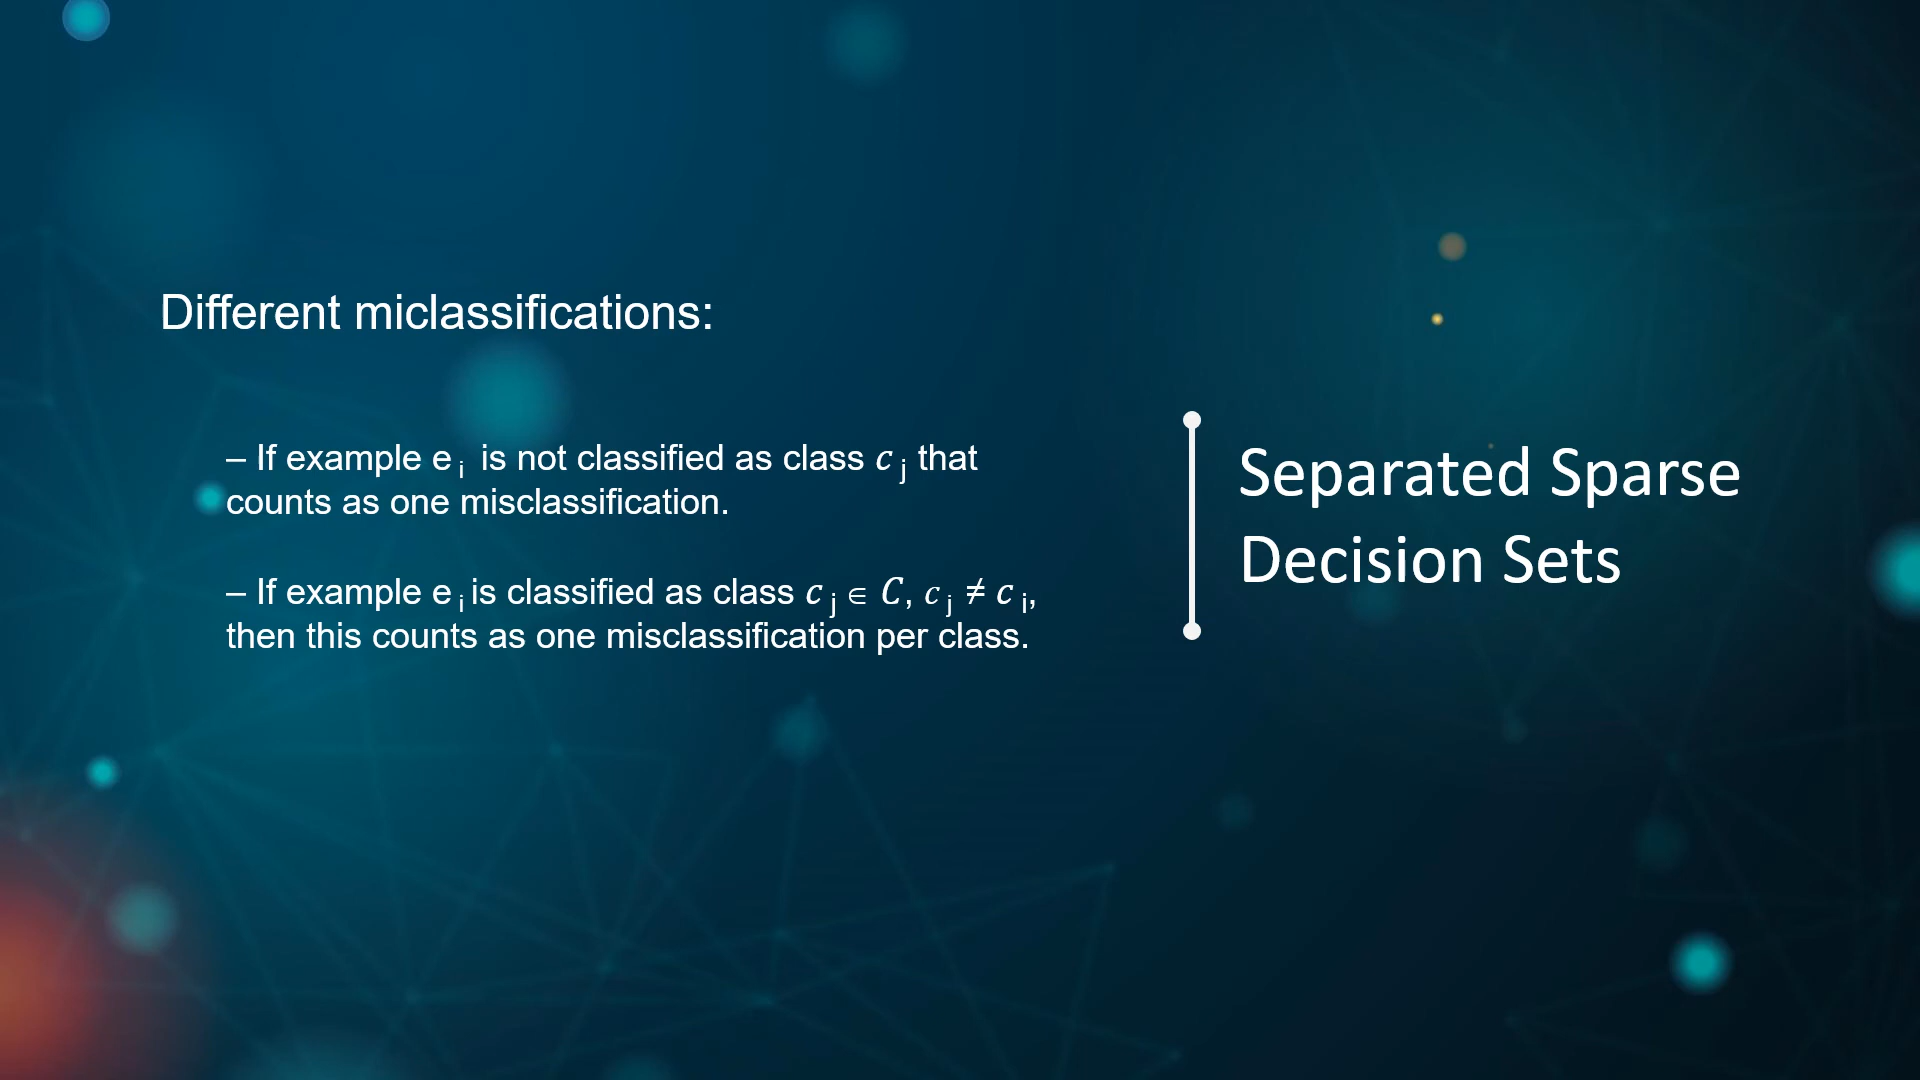 Different miclassifications:
– If example e i is not classified as class c j that
counts as one misclassification.
– If example e i is classified as class c j ∈ C, c j ≠ c i,
then this counts as one misclassification per class.
Separated Sparse
Decision Sets